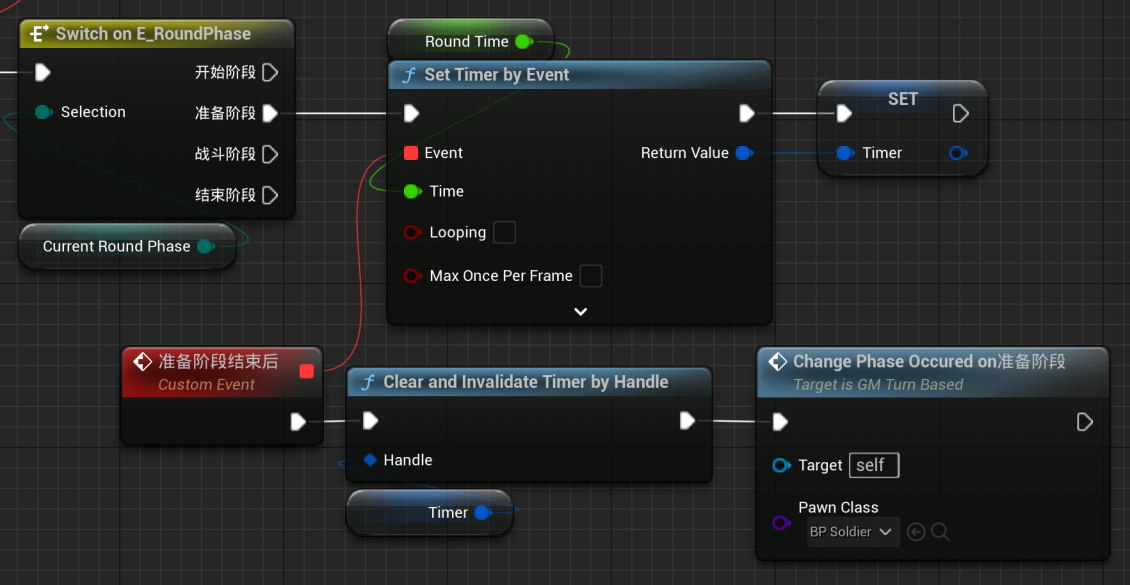 Switch on E_RoundPhase
开始阶段
Selection
准备阶段
战斗阶段
结束阶段
Current Round Phase
Round Time
Set Timer by Event
Event
Return Value
Time
Looping
Max Once Per Frame
SET
Timer
准备阶段结束后
Custom Event
Clear and Invalidate Timer by Handle
Handle
Timer
Change Phase Occured on准备阶段
Target is GM Turn Based
Target self
Pawn Class
BP Soldier